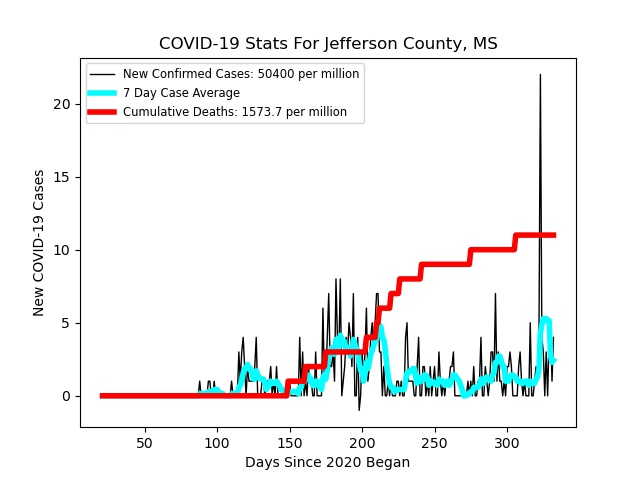 COVID-19 Stats For Jefferson County, MS
New Confirmed Cases: 50400 per million
7 Day Case Average
Cumulative Deaths: 1573.7 per million
New COVID-19 Cases
20
15
10
5
0
50 100 150 200 250 300
Days Since 2020 Began